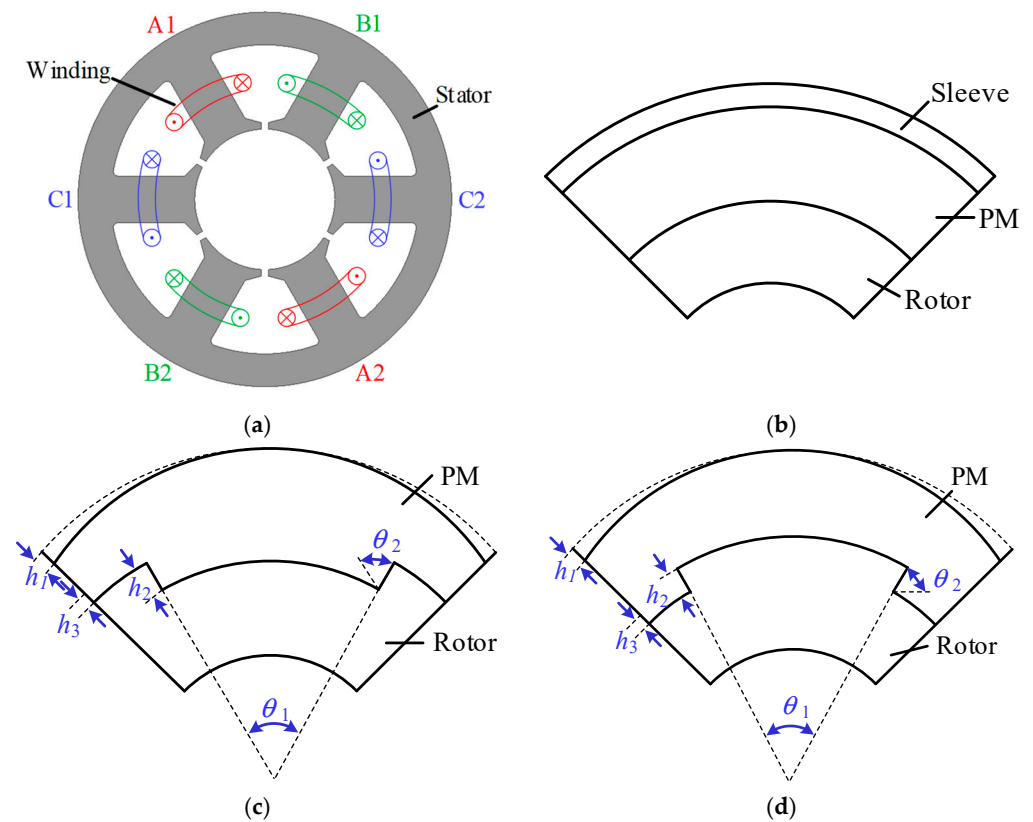 A1
B1
Winding
Stator
C1
C2
B2
A2
(a)
Sleeve
PM
Rotor
(b)
PM
θ2
h1
h2
h3
Rotor
θ1
(c)
PM
h1
h2
θ2
h3
Rotor
θ1
(d)